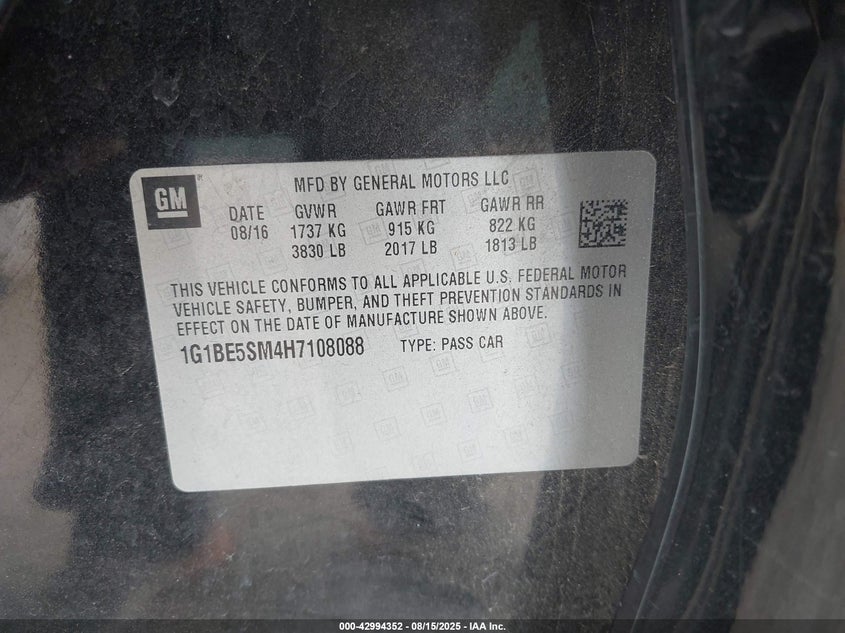 GM
MFD BY GENERAL MOTORS LLC
DATE GVWR GAWR FRT GAWR RR
08/16 1737 KG 915 KG 822 KG
3830 LB 2017 LB 1813 LB
THIS VEHICLE CONFORMS TO ALL APPLICABLE U.S. FEDERAL MOTOR
VEHICLE SAFETY, BUMPER, AND THEFT PREVENTION STANDARDS IN
EFFECT ON THE DATE OF MANUFACTURE SHOWN ABOVE.
1G1BE5SM4H7108088 TYPE: PASS CAR
000-42994352 - 08/15/2025 - IAA Inc.